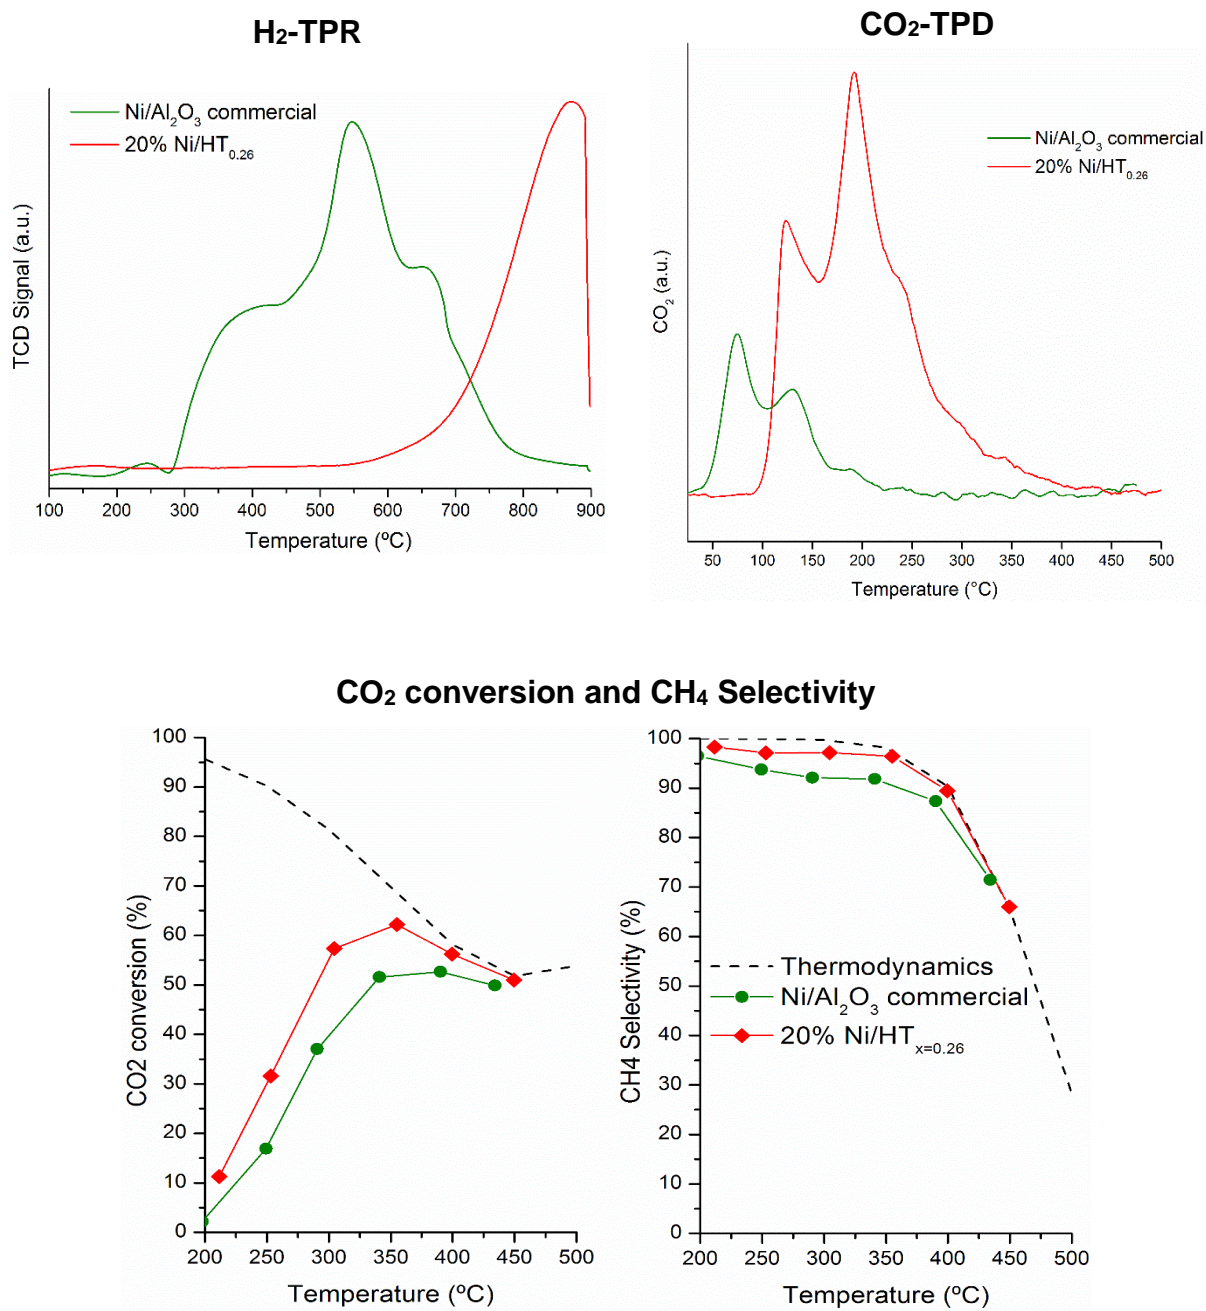 H₂-TPR
Ni/Al₂O₃ commercial
20% Ni/HT₀.₂₆
TCD Signal (a.u.)
100 200 300 400 500 600 700 800 900
Temperature (ºC)
CO₂-TPD
Ni/Al₂O₃ commercial
20% Ni/HT₀.₂₆
CO₂ (a.u.)
50 100 150 200 250 300 350 400 450 500
Temperature (°C)
CO₂ conversion and CH₄ Selectivity
CO2 conversion (%)
100
90
80
70
60
50
40
30
20
10
0
200 250 300 350 400 450 500
Temperature (ºC)
CH4 Selectivity (%)
100
90
80
70
60
50
40
30
20
10
0
Thermodynamics
Ni/Al₂O₃ commercial
20% Ni/HTₓ₌₀.₂₆
200 250 300 350 400 450 500
Temperature (ºC)